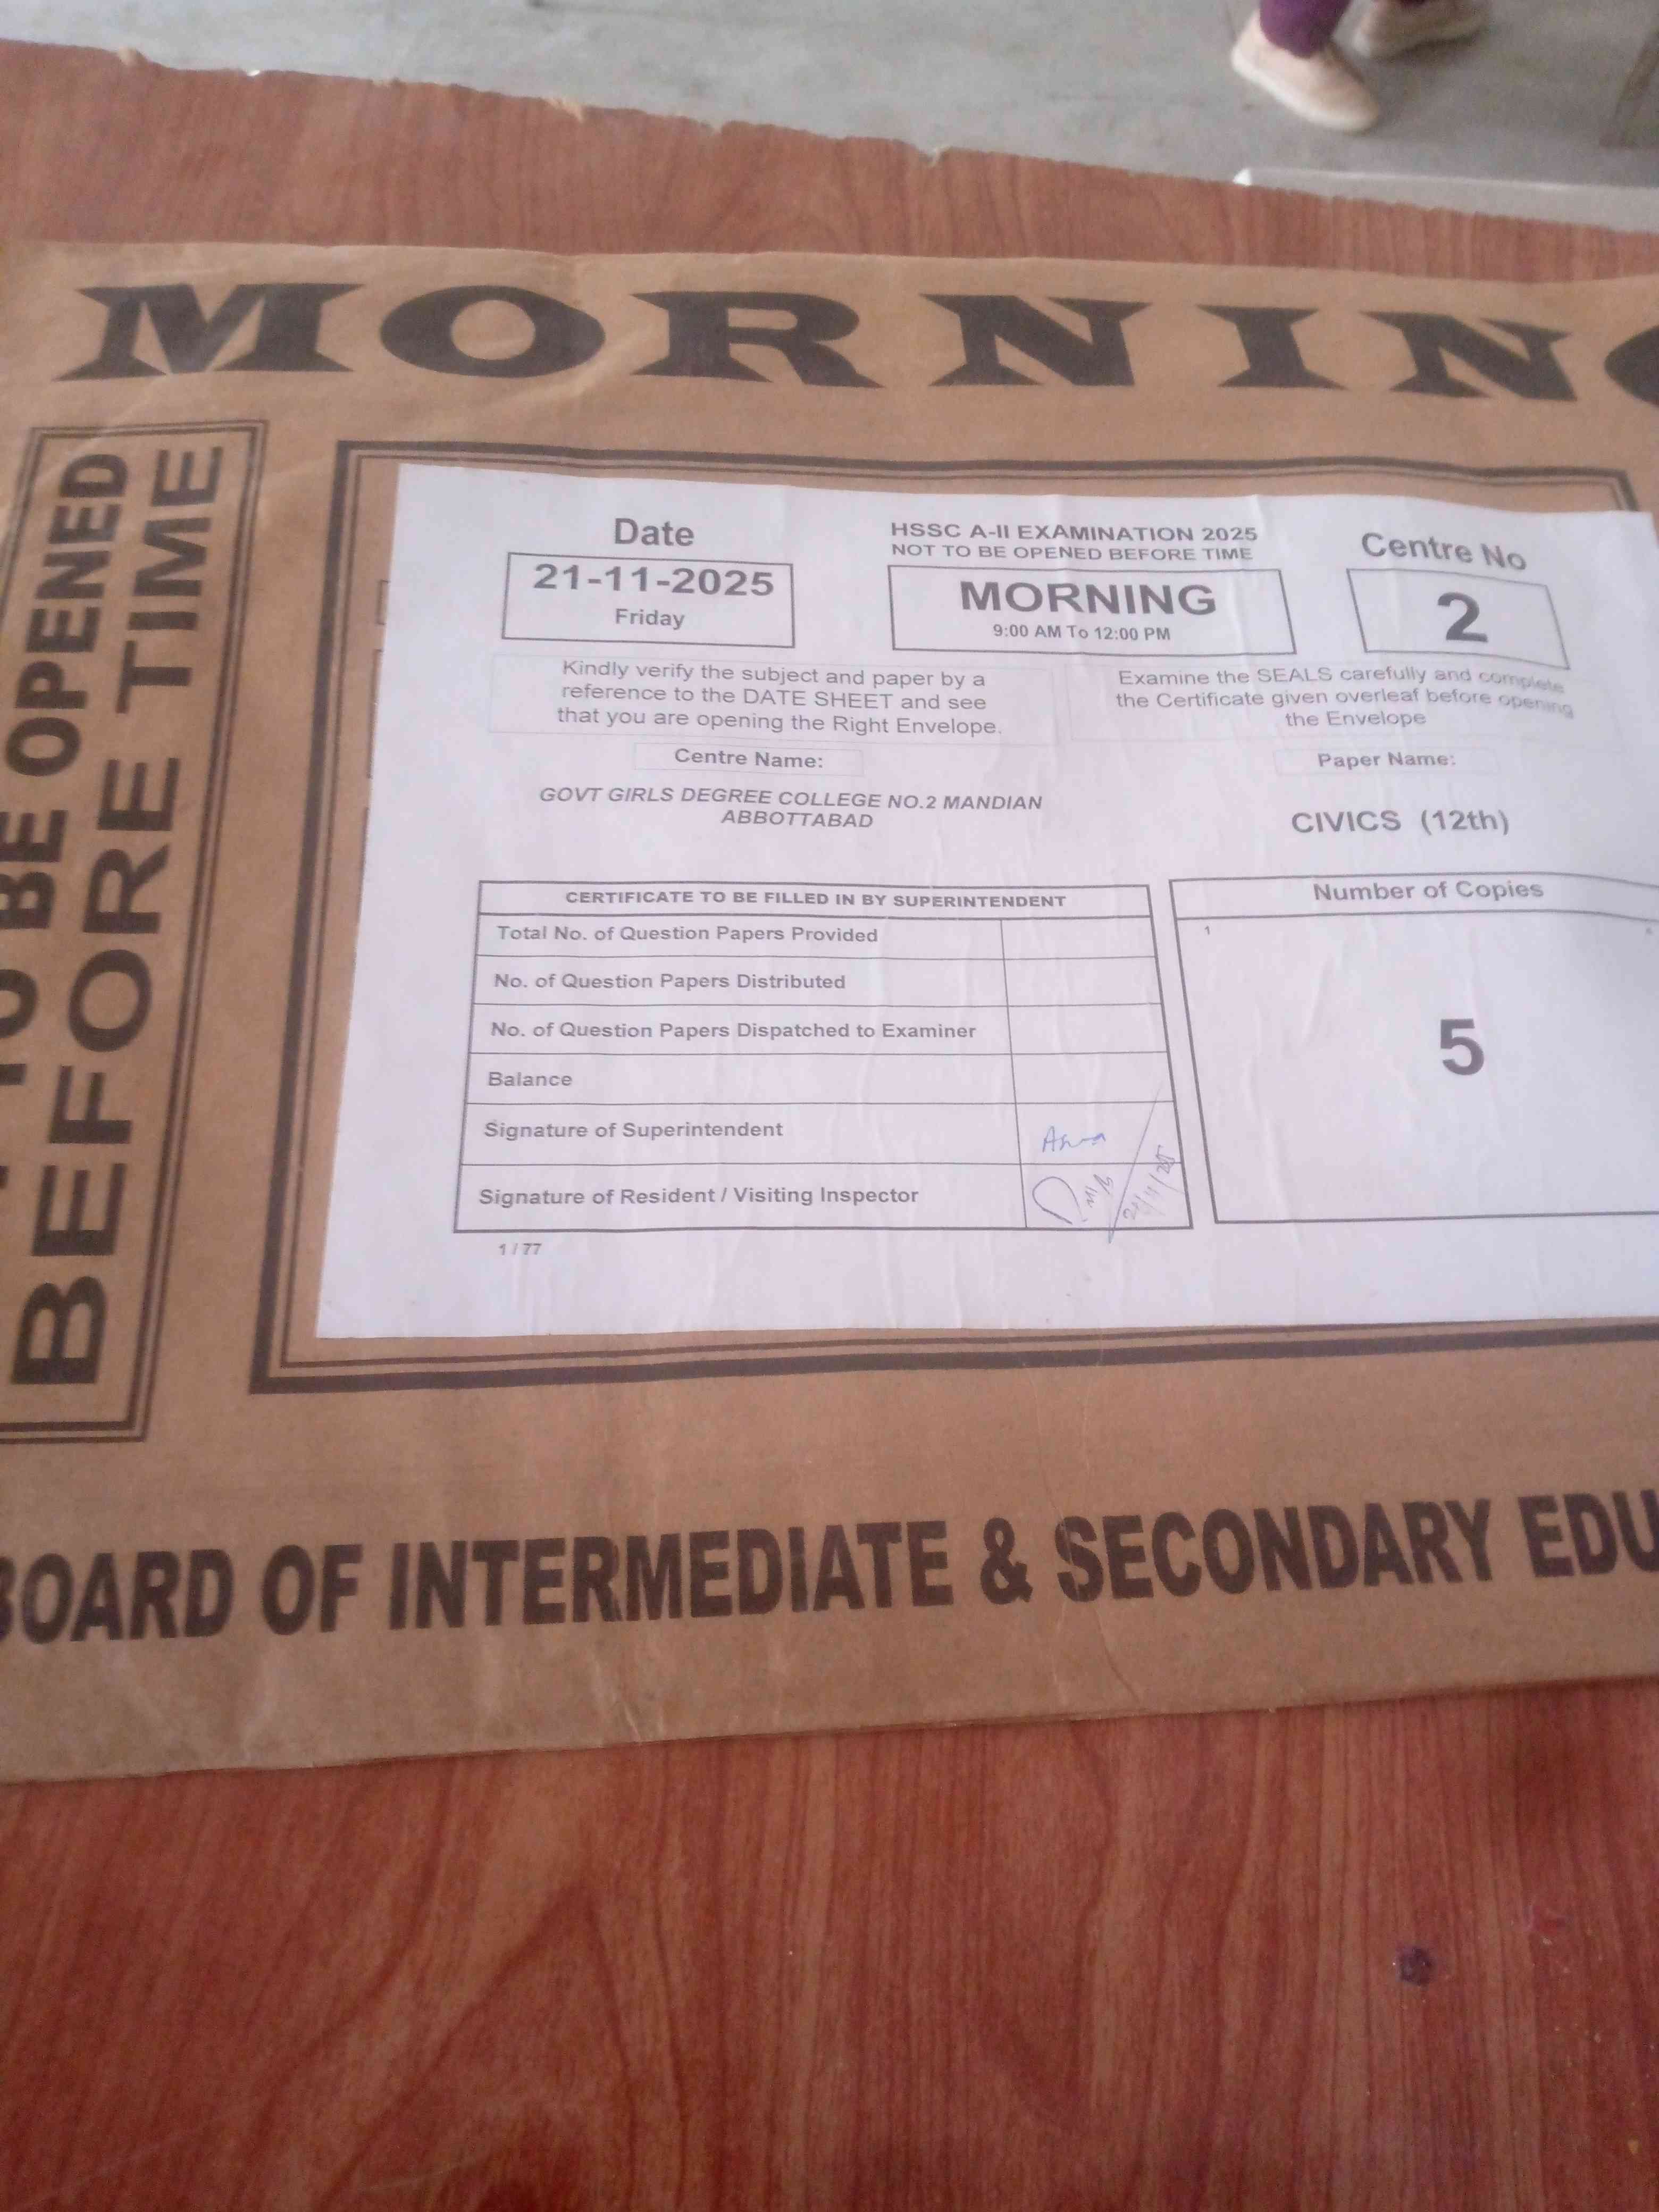 MORNIN
TO BE OPENED
BEFORE TIME
Date
21-11-2025
Friday
HSSC A-II EXAMINATION 2025
NOT TO BE OPENED BEFORE TIME
MORNING
9:00 AM To 12:00 PM
Centre No
2
Kindly verify the subject and paper by a
reference to the DATE SHEET and see
that you are opening the Right Envelope.
Examine the SEALS carefully and complete
the Certificate given overleaf before opening
the Envelope
Centre Name:
GOVT GIRLS DEGREE COLLEGE NO.2 MANDIAN
ABBOTTABAD
Paper Name:
CIVICS (12th)
CERTIFICATE TO BE FILLED IN BY SUPERINTENDENT
Total No. of Question Papers Provided
No. of Question Papers Distributed
No. of Question Papers Dispatched to Examiner
Balance
Signature of Superintendent
Signature of Resident / Visiting Inspector
21/11/25
1 / 77
Number of Copies
1
5
BOARD OF INTERMEDIATE & SECONDARY EDU